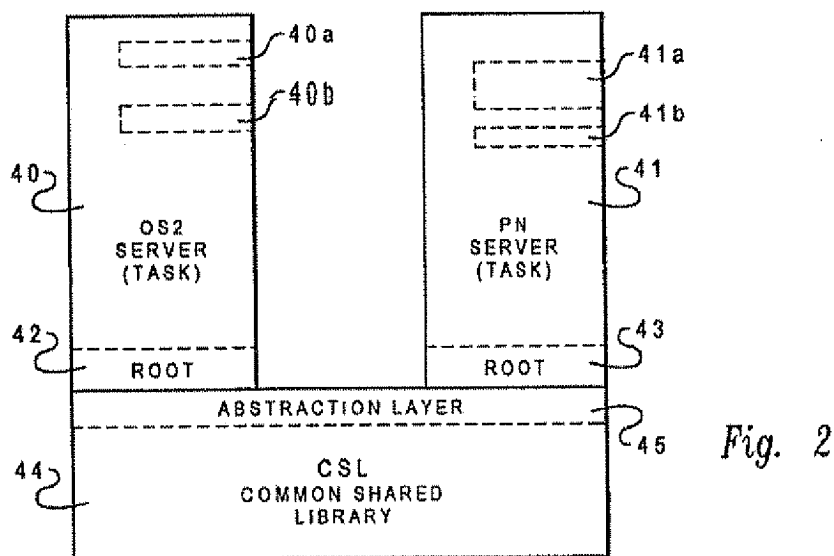 40a
40b
41a
41b
40
41
OS2
SERVER
(TASK)
PN
SERVER
(TASK)
42
43
ROOT
ROOT
ABSTRACTION LAYER
45
44
CSL
COMMON SHARED
LIBRARY
Fig. 2